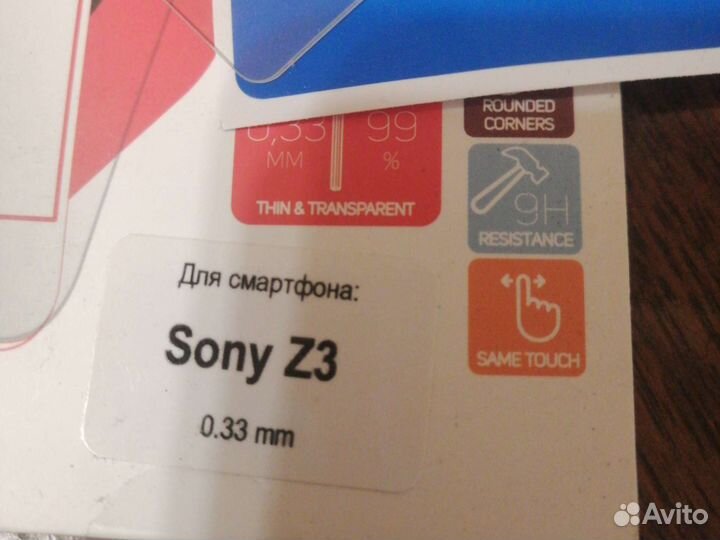 0,33 99
MM %
THIN & TRANSPARENT
ROUNDED
CORNERS
9H
RESISTANCE
SAME TOUCH
Для смартфона:
Sony Z3
0.33 mm
Avito